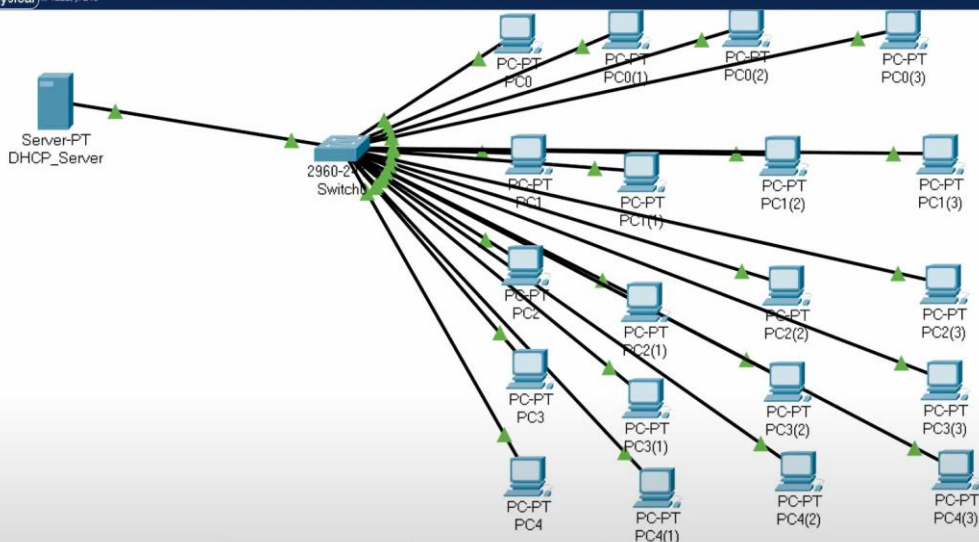 PC-PT
PC0
PC-PT
PC0(1)
PC-PT
PC0(2)
PC-PT
PC0(3)
Server-PT
DHCP_Server
2960-2
Switch
PC-PT
PC1
PC-PT
PC1(1)
PC-PT
PC1(2)
PC-PT
PC1(3)
PC-PT
PC2
PC-PT
PC2(1)
PC-PT
PC2(2)
PC-PT
PC2(3)
PC-PT
PC3
PC-PT
PC3(1)
PC-PT
PC3(2)
PC-PT
PC3(3)
PC-PT
PC4
PC-PT
PC4(1)
PC-PT
PC4(2)
PC-PT
PC4(3)